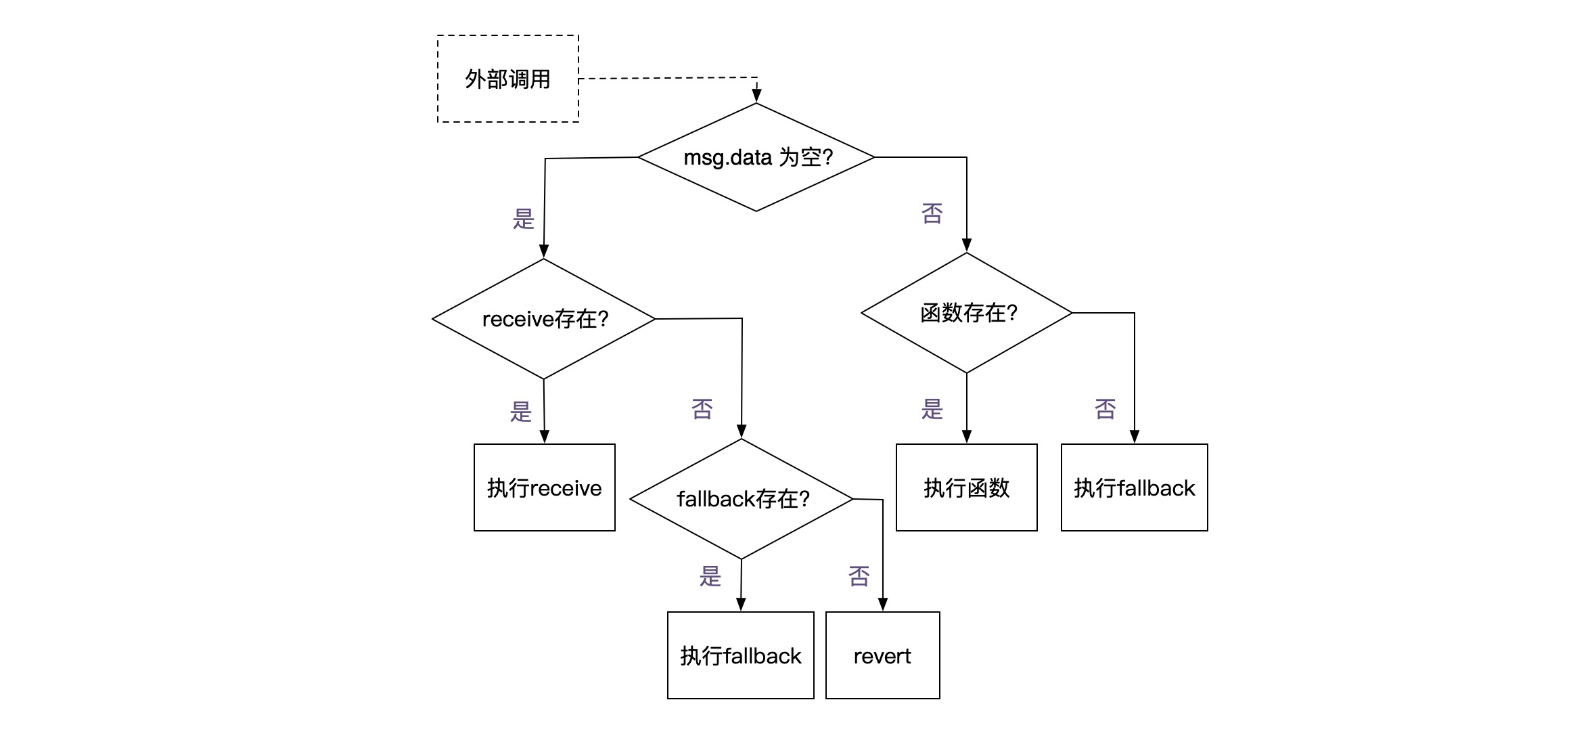 外部调用
msg.data 为空?
是
否
receive存在?
函数存在?
是
否
是
否
执行receive
fallback存在?
执行函数
执行fallback
是
否
执行fallback
revert